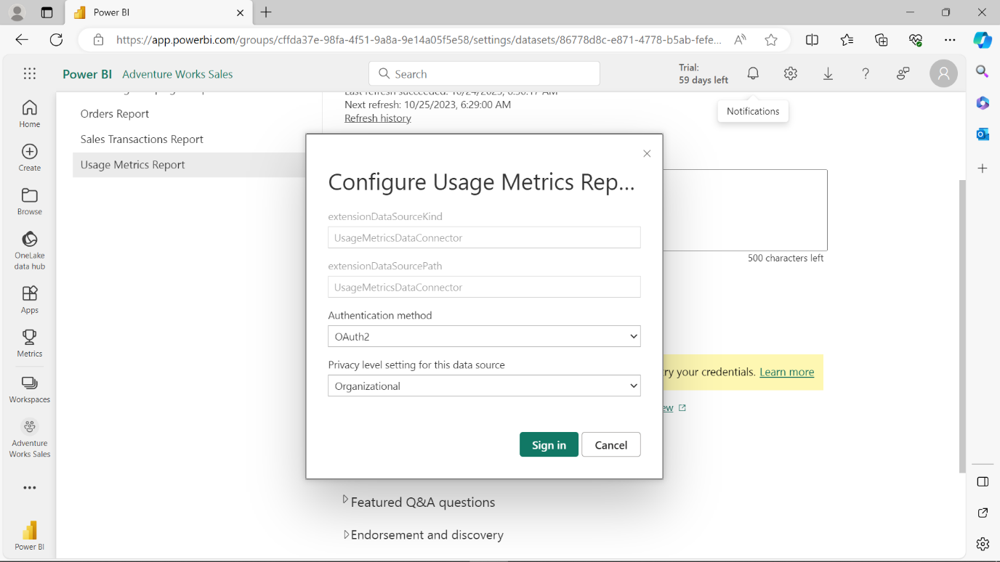 Power BI
https://app.powerbi.com/groups/cffda37e-98fa-4f51-9a8a-9e14a05f5e58/settings/datasets/86778d8c-e871-4778-b5ab-fefe...
Power BI Adventure Works Sales
Search
Trial:
59 days left
Notifications
Home
Create
Browse
OneLake
data hub
Apps
Metrics
Workspaces
Adventure
Works Sales
Power BI
Orders Report
Sales Transactions Report
Usage Metrics Report
Last refresh succeeded: 10/24/2023, 6:30:17 AM
Next refresh: 10/25/2023, 6:29:00 AM
Refresh history
Configure Usage Metrics Rep...
extensionDataSourceKind
UsageMetricsDataConnector
extensionDataSourcePath
UsageMetricsDataConnector
Authentication method
OAuth2
Privacy level setting for this data source
Organizational
Sign in Cancel
500 characters left
ry your credentials. Learn more
ew
Featured Q&A questions
Endorsement and discovery